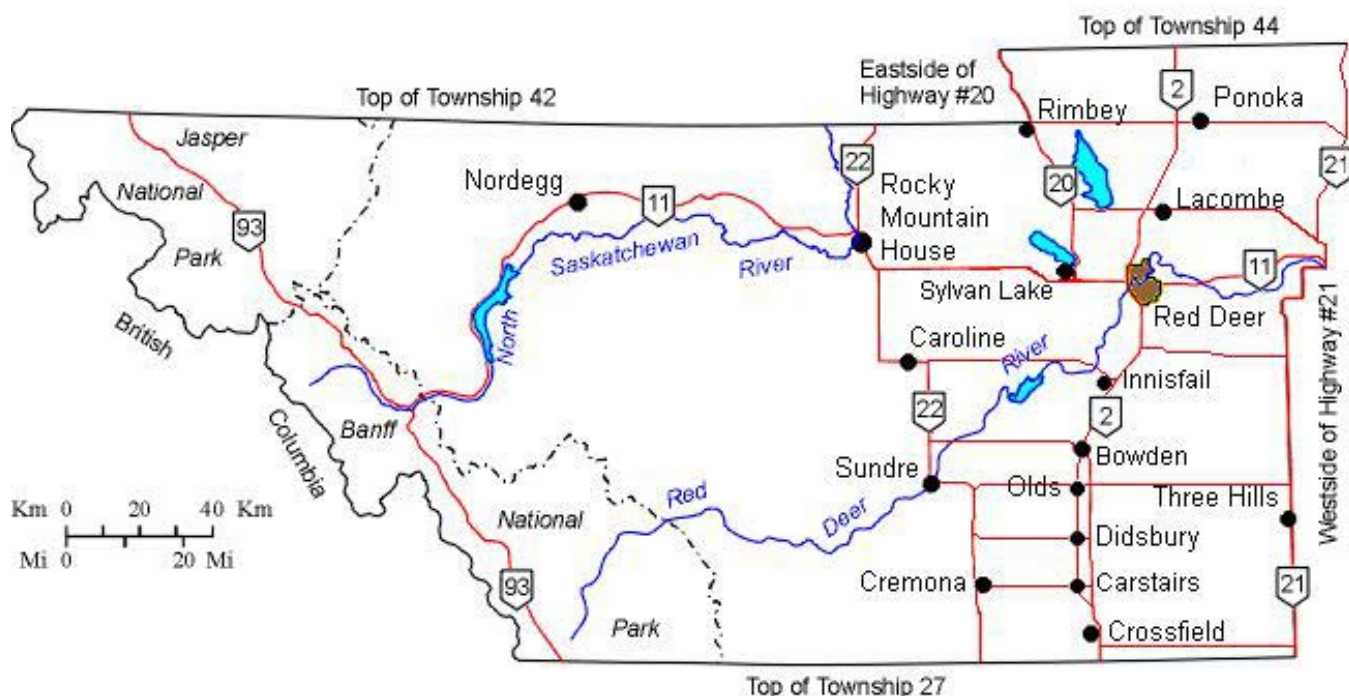 Top of Township 44
Top of Township 42
Eastside of
Highway #20
Rimbey
2
Ponoka
Jasper
National
Park
93
Nordegg
11
22
Rocky
Mountain
House
20
21
Lacombe
Saskatchewan
River
North
Sylvan Lake
11
Red Deer
British
Columbia
Caroline
River
Innisfail
Westside of Highway #21
Banff
22
2
Bowden
Sundre
Olds
Three Hills
Km 0 20 40 Km
Mi 0 20 Mi
National
Park
Red
Deer
Didsbury
93
Cremona
Carstairs
21
Crossfield
Top of Township 27